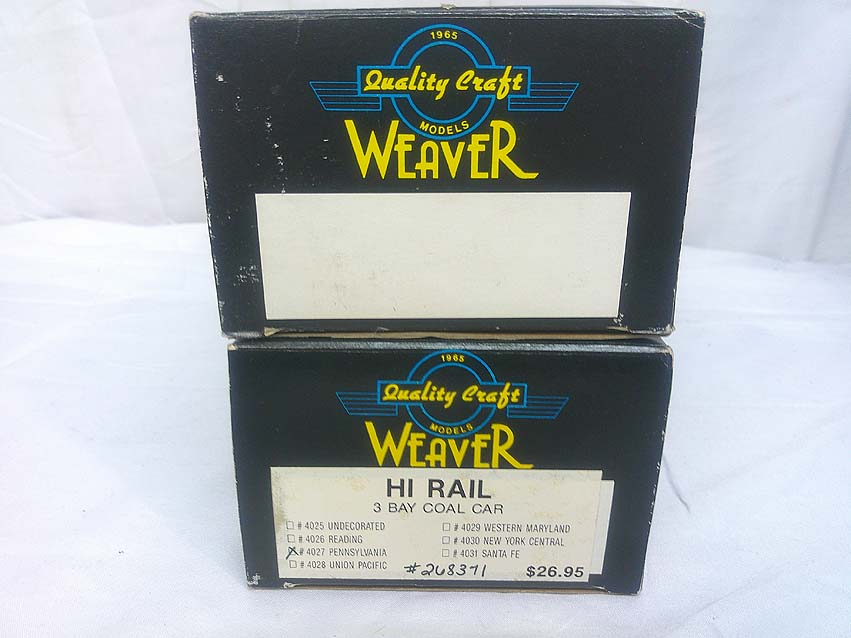 1965
Quality Craft
MODELS
WEAVER
1965
Quality Craft
MODELS
WEAVER
HI RAIL
3 BAY COAL CAR
☐ # 4025 UNDECORATED
☐ # 4026 READING
☒ # 4027 PENNSYLVANIA
☐ # 4028 UNION PACIFIC
☐ # 4029 WESTERN MARYLAND
☐ # 4030 NEW YORK CENTRAL
☐ # 4031 SANTA FE
#268371
$26.95